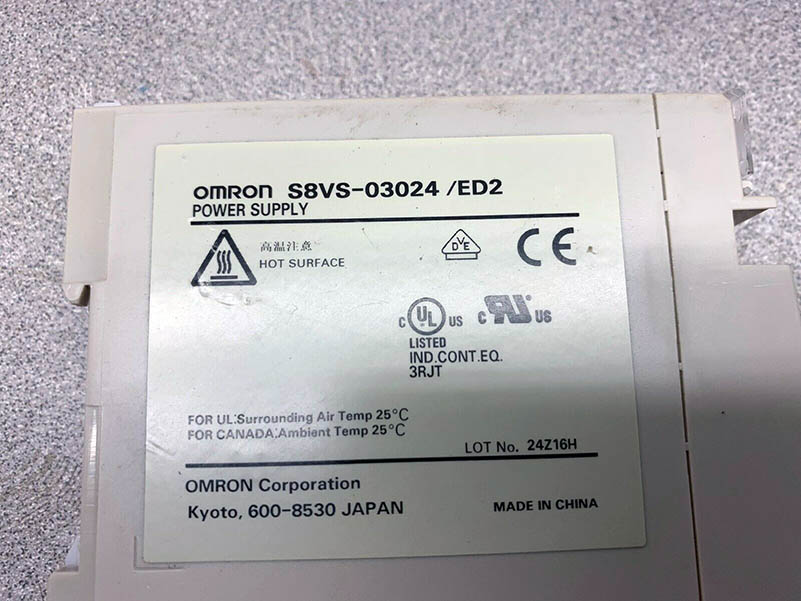 OMRON S8VS-03024 /ED2
POWER SUPPLY
高温注意
HOT SURFACE
DVE
CE
C UL US
C RU US
LISTED
IND.CONT.EQ.
3RJT
FOR UL:Surrounding Air Temp 25°C
FOR CANADA:Ambient Temp 25°C
LOT No. 24Z16H
OMRON Corporation
Kyoto, 600-8530 JAPAN
MADE IN CHINA